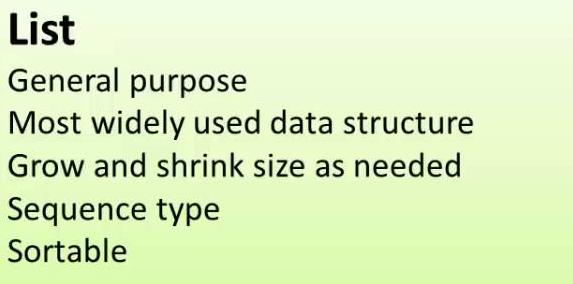 List
General purpose
Most widely used data structure
Grow and shrink size as needed
Sequence type
Sortable